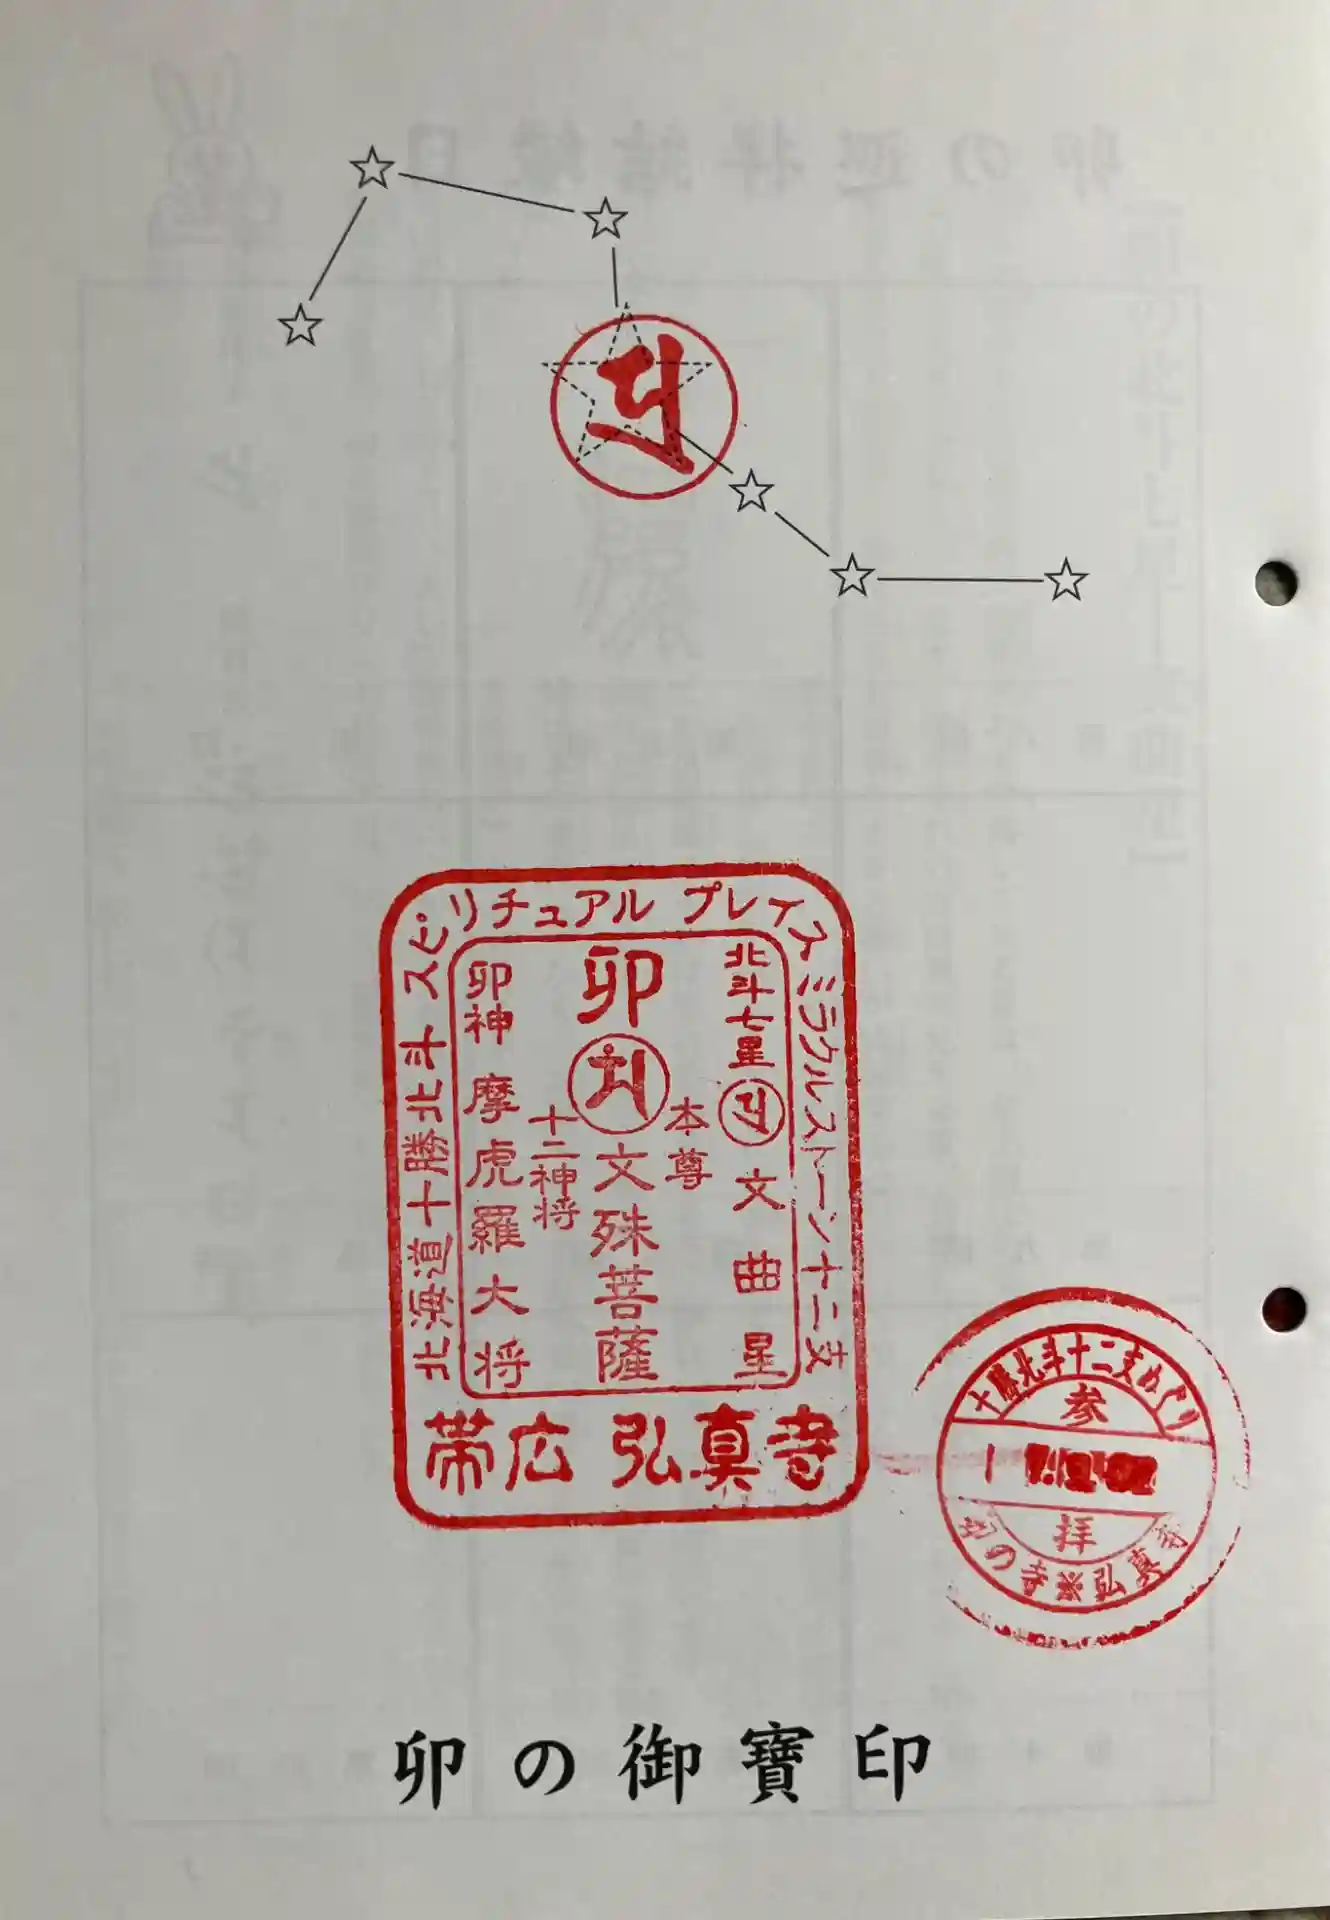 北海道十勝北斗 スピリチュアル プレイス ミラクルストーン十二支
北斗七星 文曲星
卯
本尊
文殊菩薩
十二神将
卯神 摩虎羅大将
帯広 弘真寺
十勝北斗十二支めぐり
参
拝
卯の寺※弘真寺
卯の御寶印